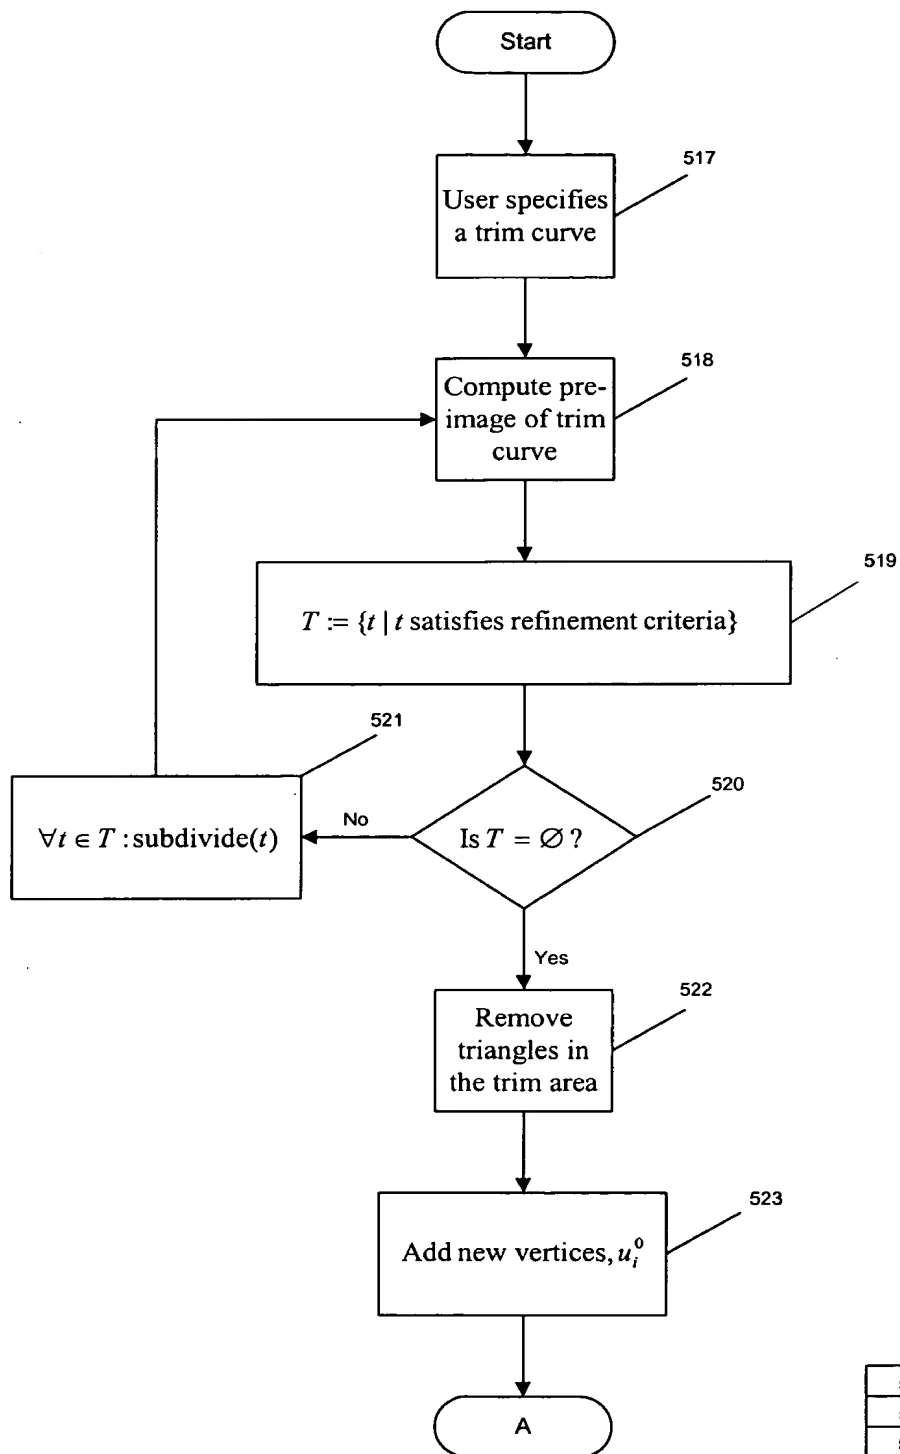 Start
517
User specifies
a trim curve
518
Compute pre-
image of trim
curve
519
T := {t | t satisfies refinement criteria}
521
∀t ∈ T : subdivide(t)
No
520
Is T = ∅ ?
Yes
522
Remove
triangles in
the trim area
523
Add new vertices, u_i^0
A